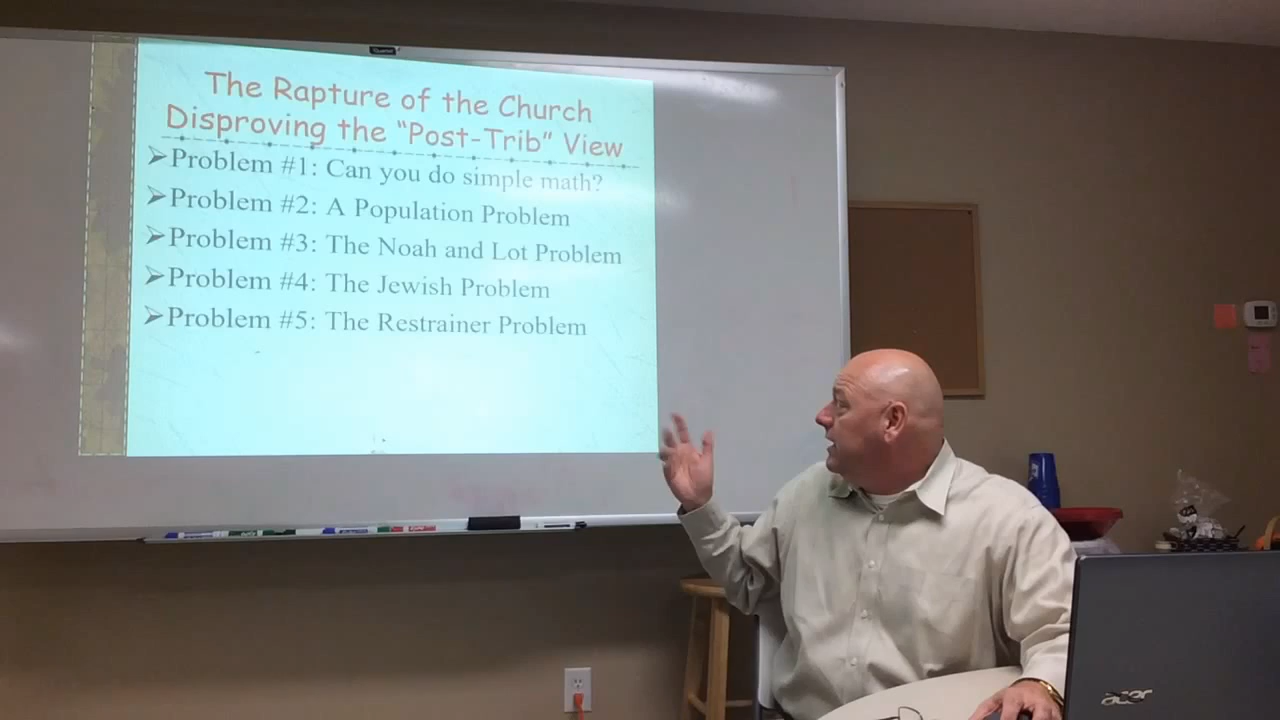 The Rapture of the Church
Disproving the “Post-Trib” View
➢Problem #1: Can you do simple math?
➢Problem #2: A Population Problem
➢Problem #3: The Noah and Lot Problem
➢Problem #4: The Jewish Problem
➢Problem #5: The Restrainer Problem
acer